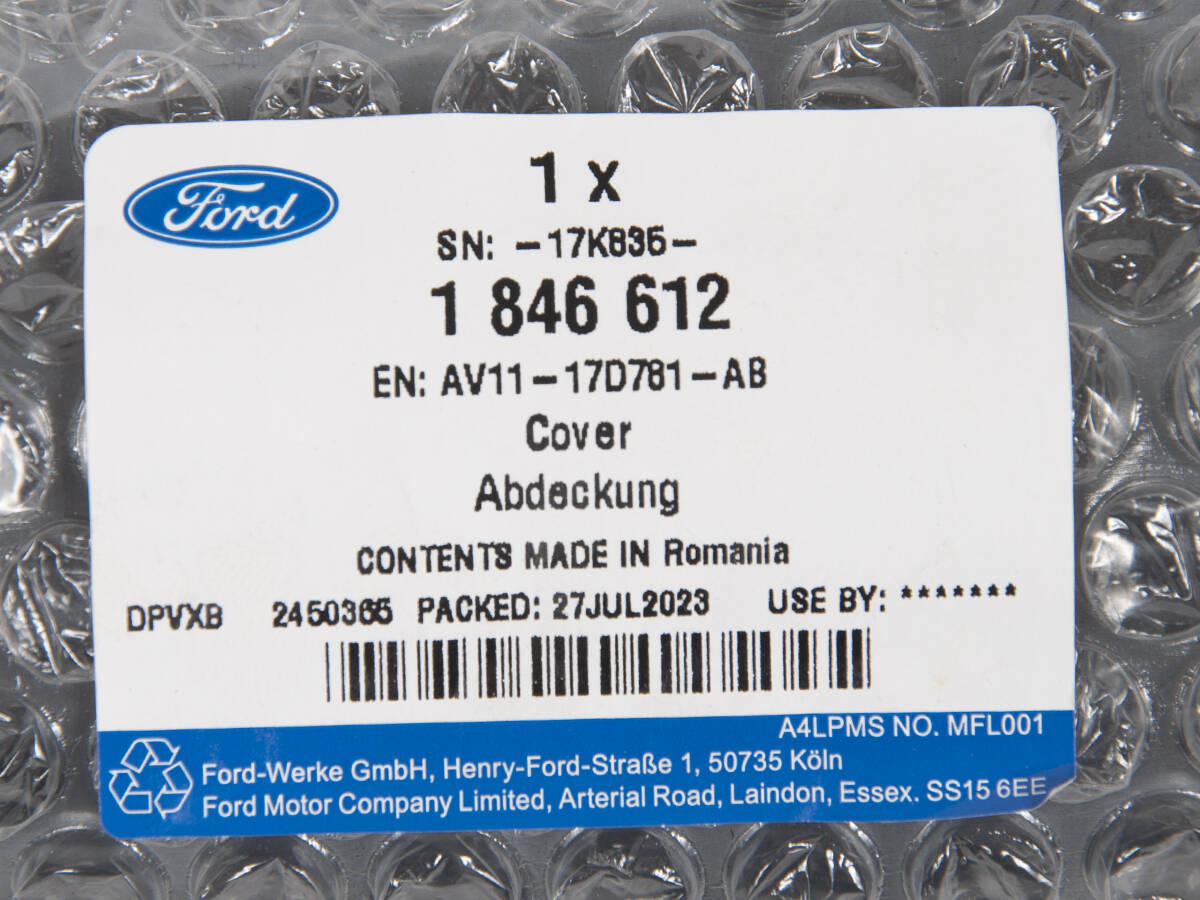 Ford
1 x
SN: -17K835-
1 846 612
EN: AV11-17D781-AB
Cover
Abdeckung
CONTENTS MADE IN Romania
DPVXB 2450365 PACKED: 27JUL2023 USE BY: *******
A4LPMS NO. MFL001
Ford-Werke GmbH, Henry-Ford-Straße 1, 50735 Köln
Ford Motor Company Limited, Arterial Road, Laindon, Essex. SS15 6EE